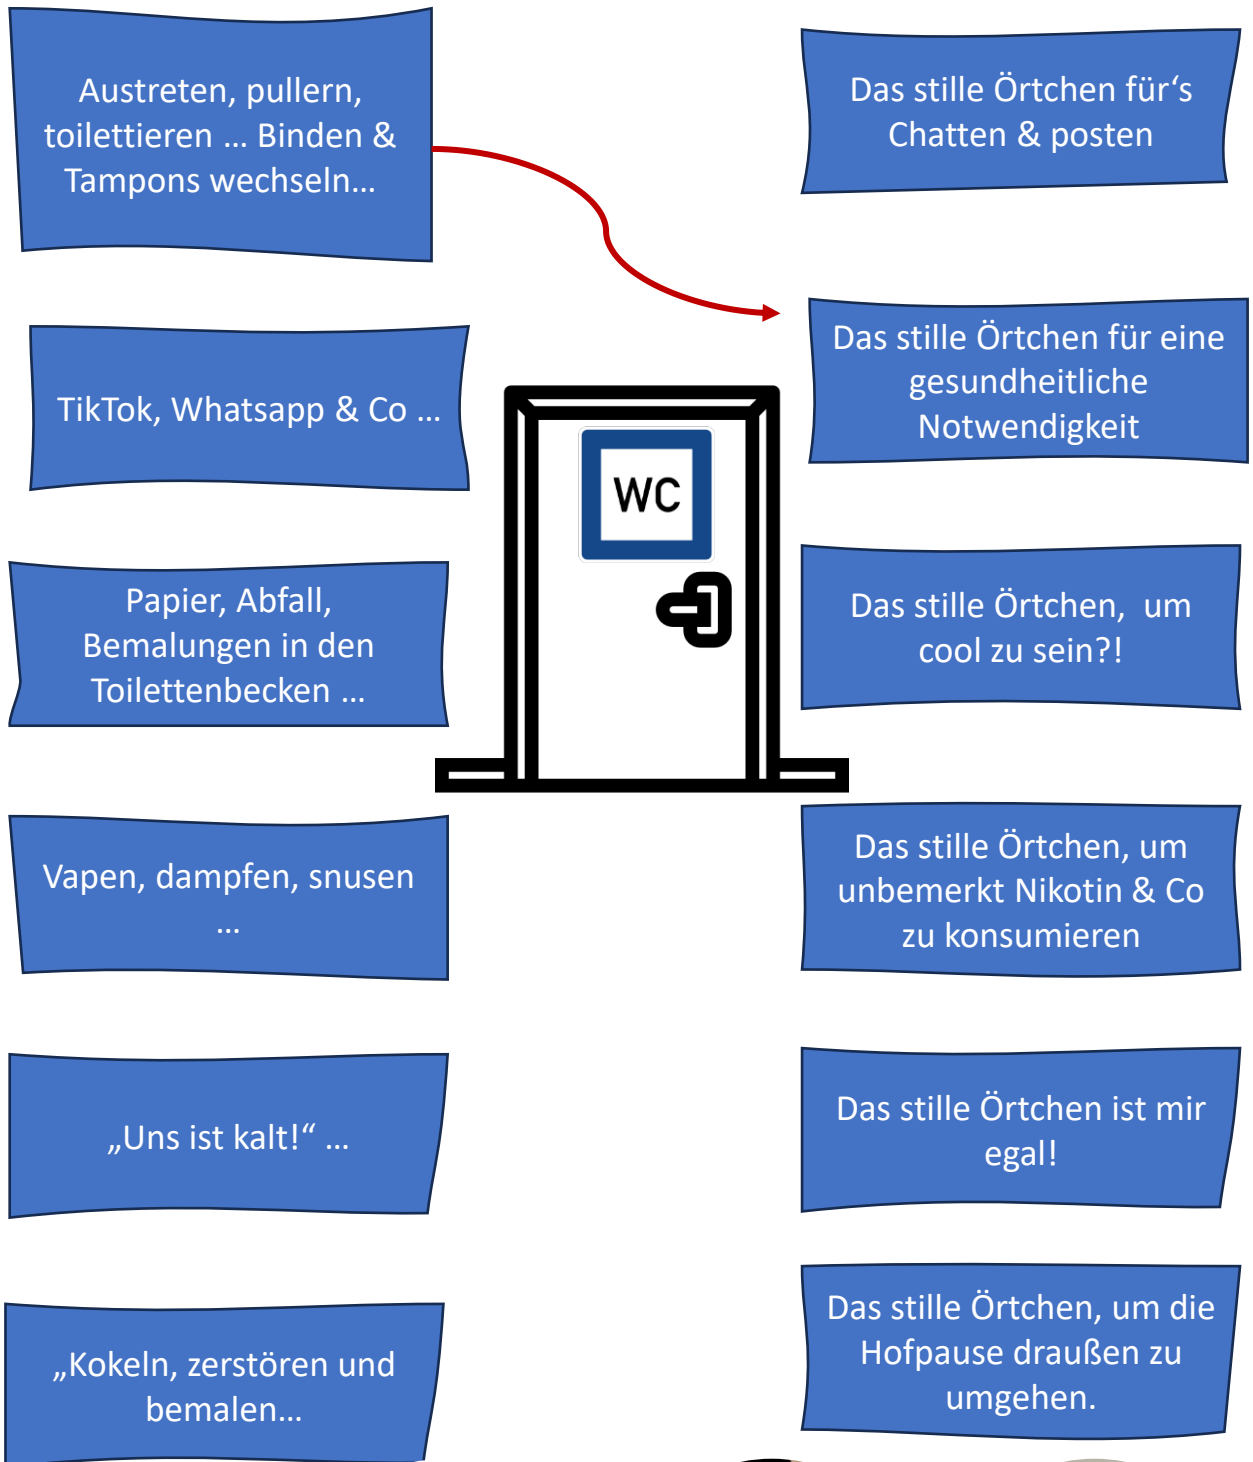 Austreten, pullern,
toilettieren … Binden &
Tampons wechseln…
Das stille Örtchen für‘s
Chatten & posten
TikTok, Whatsapp & Co …
Das stille Örtchen für eine
gesundheitliche
Notwendigkeit
WC
Papier, Abfall,
Bemalungen in den
Toilettenbecken …
Das stille Örtchen,  um
cool zu sein?!
Vapen, dampfen, snusen
…
Das stille Örtchen, um
unbemerkt Nikotin & Co
zu konsumieren
„Uns ist kalt!“ …
Das stille Örtchen ist mir
egal!
„Kokeln, zerstören und
bemalen…
Das stille Örtchen, um die
Hofpause draußen zu
umgehen.